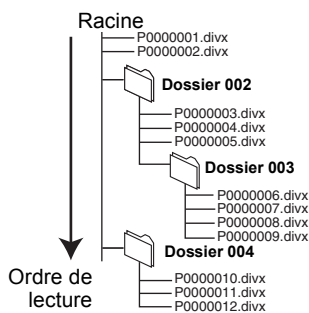 Racine
P0000001.divx
P0000002.divx
Dossier 002
P0000003.divx
P0000004.divx
P0000005.divx
Dossier 003
P0000006.divx
P0000007.divx
P0000008.divx
P0000009.divx
Dossier 004
P0000010.divx
P0000011.divx
P0000012.divx
Ordre de
lecture